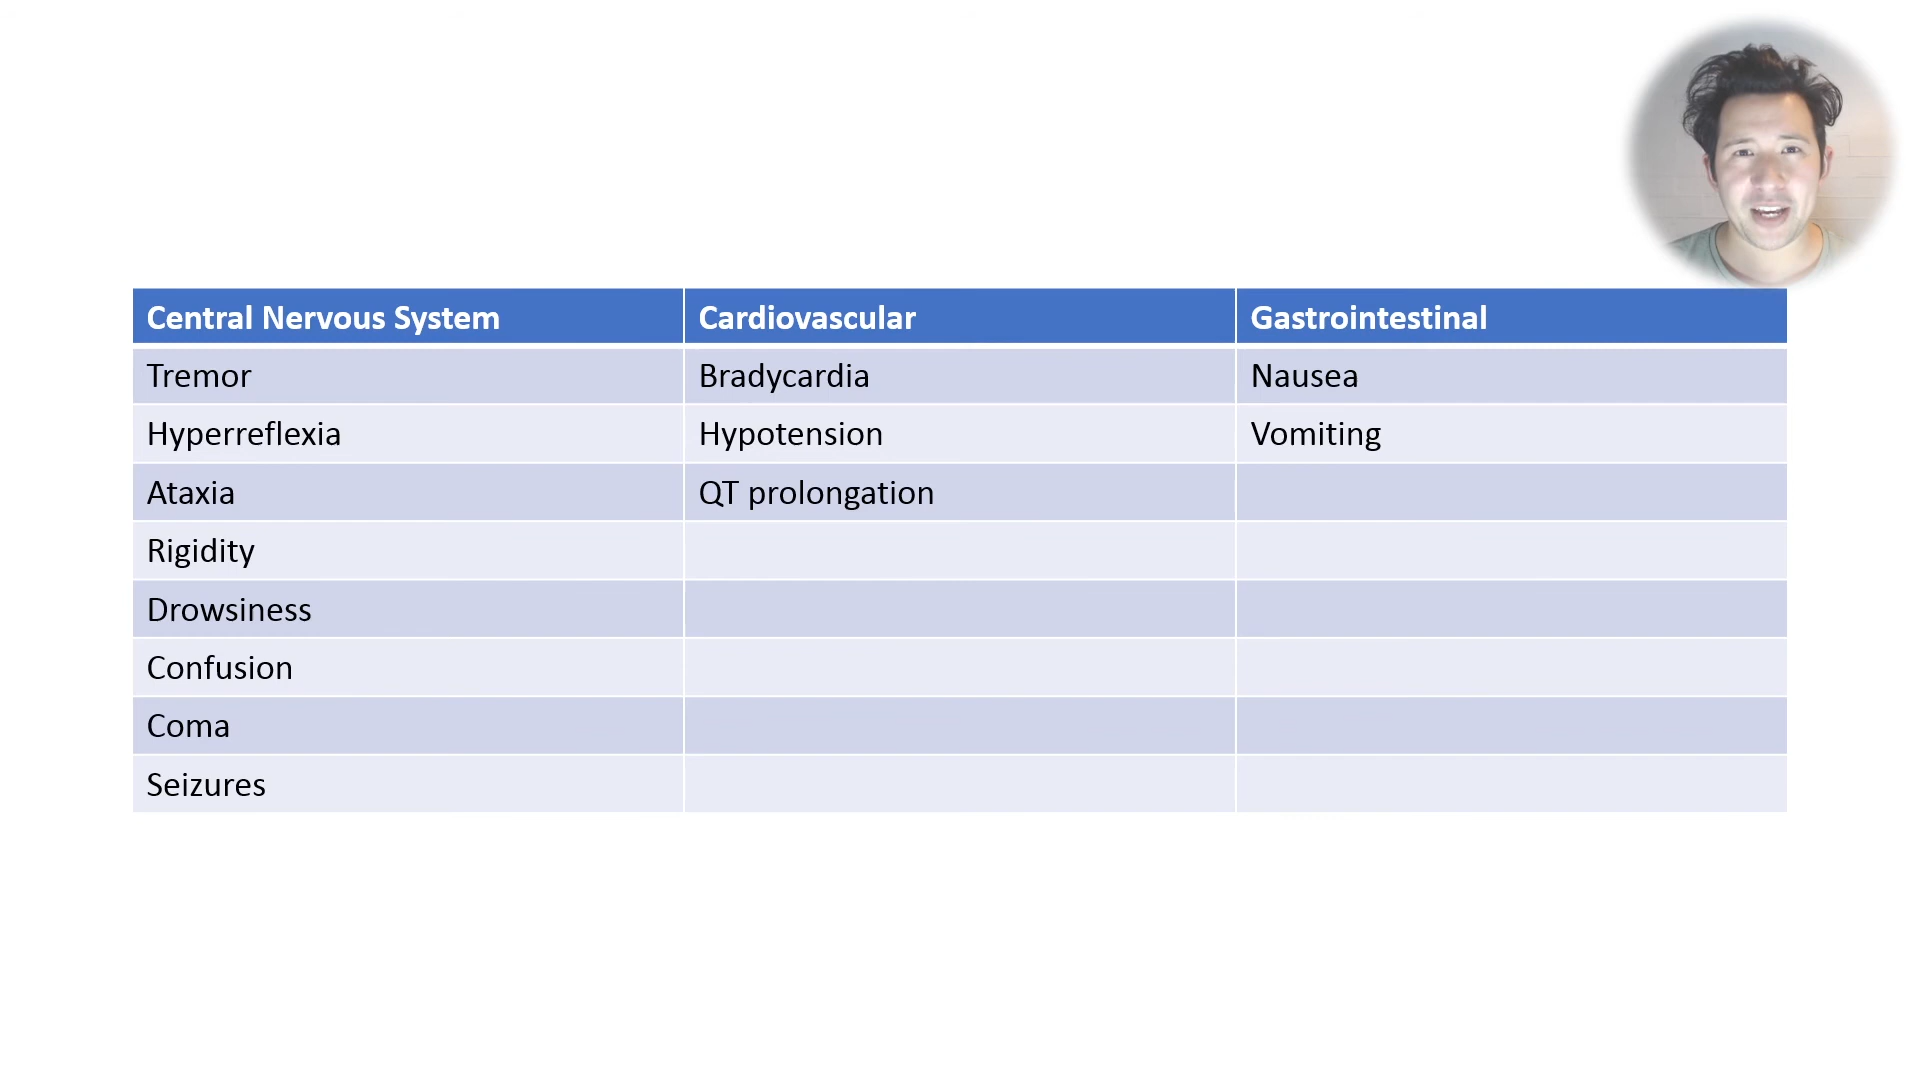 Central Nervous System Cardiovascular Gastrointestinal
Tremor Bradycardia Nausea
Hyperreflexia Hypotension Vomiting
Ataxia QT prolongation
Rigidity
Drowsiness
Confusion
Coma
Seizures